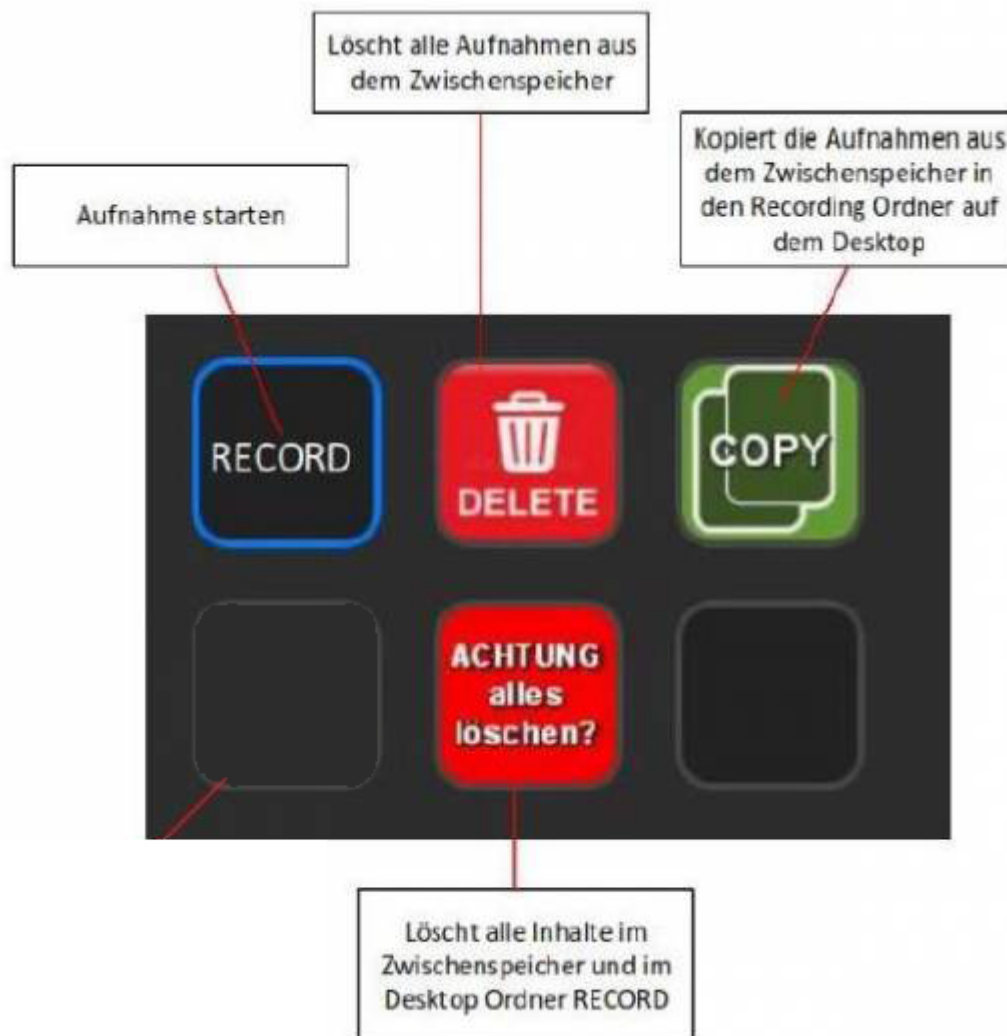 Löscht alle Aufnahmen aus
dem Zwischenspeicher
Kopiert die Aufnahmen aus
dem Zwischenspeicher in
den Recording Ordner auf
dem Desktop
Aufnahme starten
RECORD
DELETE
COPY
ACHTUNG
alles
löschen?
Löscht alle Inhalte im
Zwischenspeicher und im
Desktop Ordner RECORD